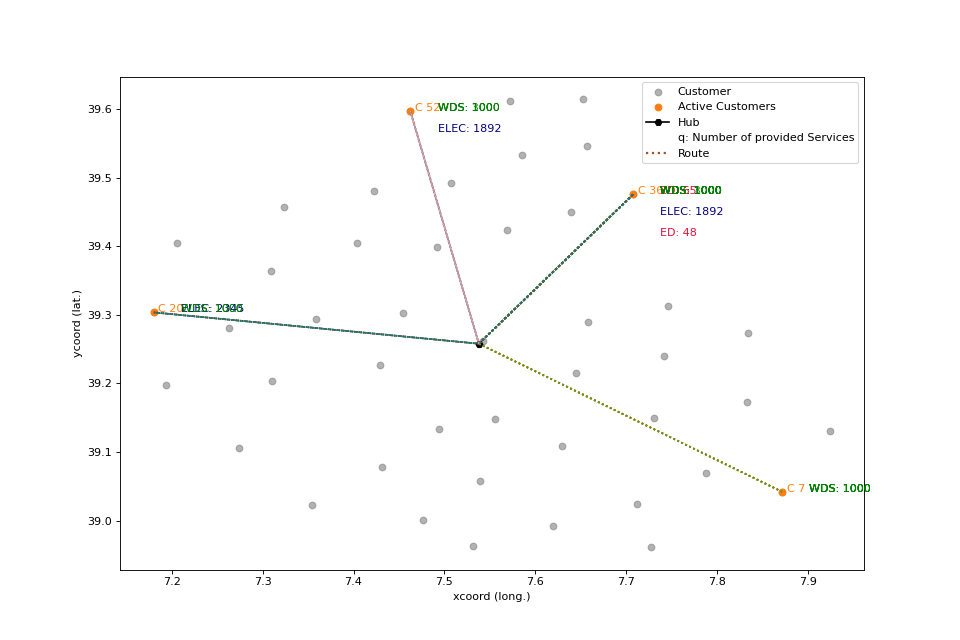 Customer
Active Customers
Hub
q: Number of provided Services
Route
39.6
39.5
39.4
39.3
39.2
39.1
39.0
ycoord (lat.)
C 52 WDS: 1000
ELEC: 1892
C 36 WDS: 1000
ELEC: 1892
ED: 48
C 20
C 7 WDS: 1000
7.2 7.3 7.4 7.5 7.6 7.7 7.8 7.9
xcoord (long.)